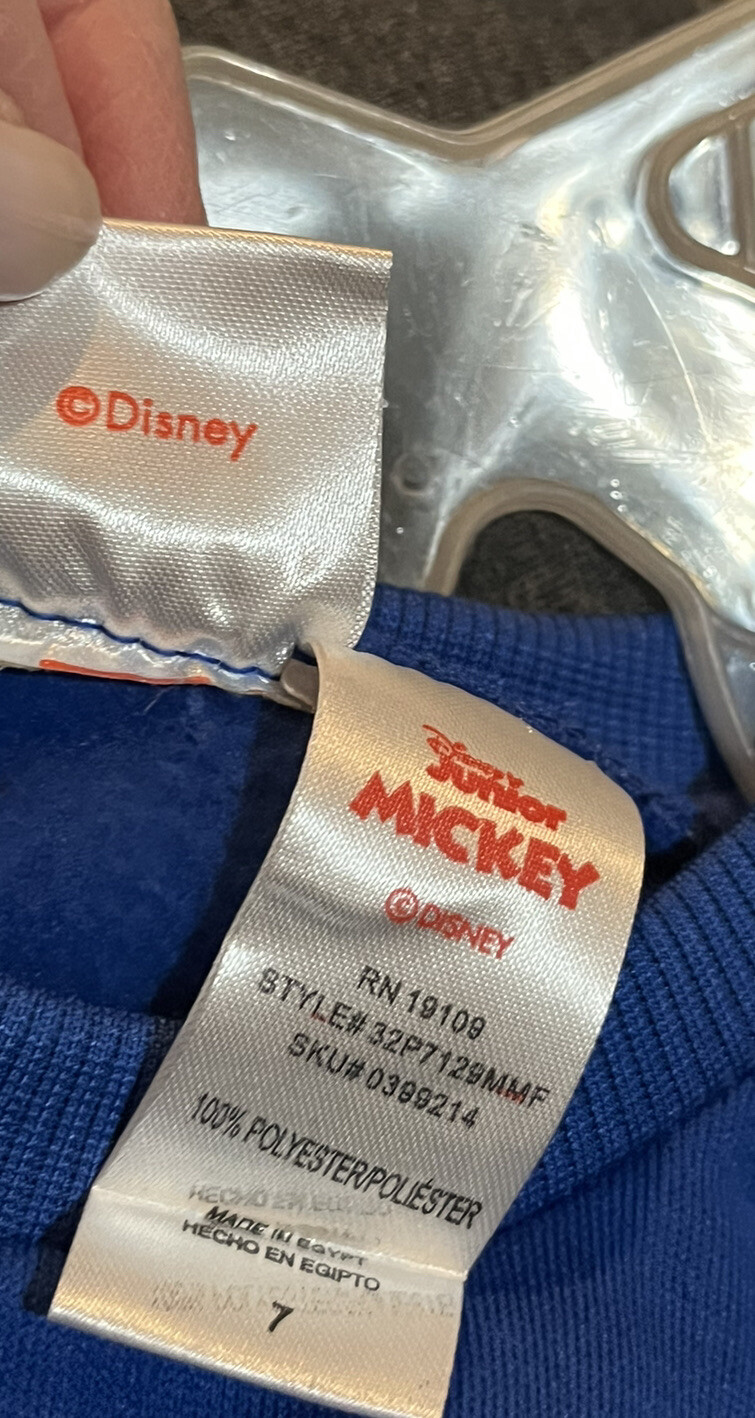 ©Disney
Disney
Junior
MICKEY
©DISNEY
RN 19109
STYLE# 32P7129MMF
SKU# 0399214
100% POLYESTER/POLIÉSTER
MADE IN EGYPT
HECHO EN EGIPTO
7